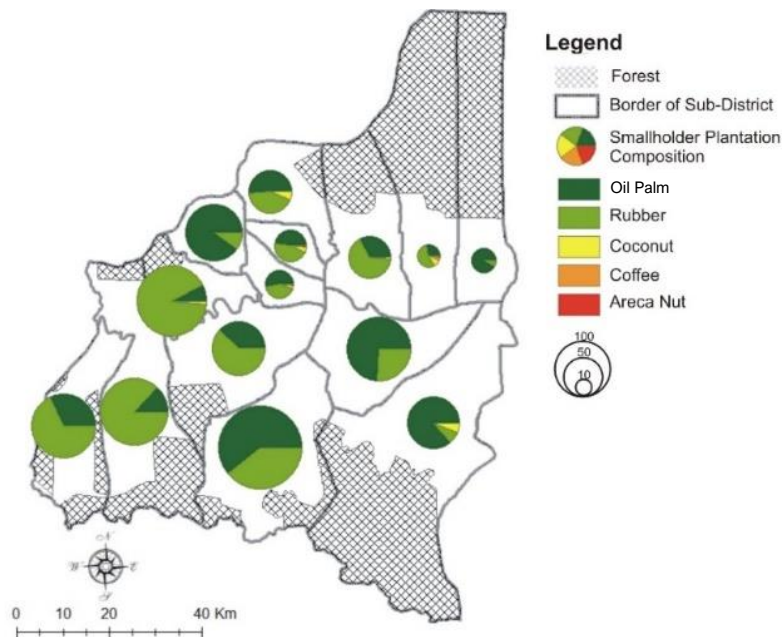 Legend
Forest
Border of Sub-District
Smallholder Plantation
Composition
Oil Palm
Rubber
Coconut
Coffee
Areca Nut
100
50
10
N
0 10 20 40 Km